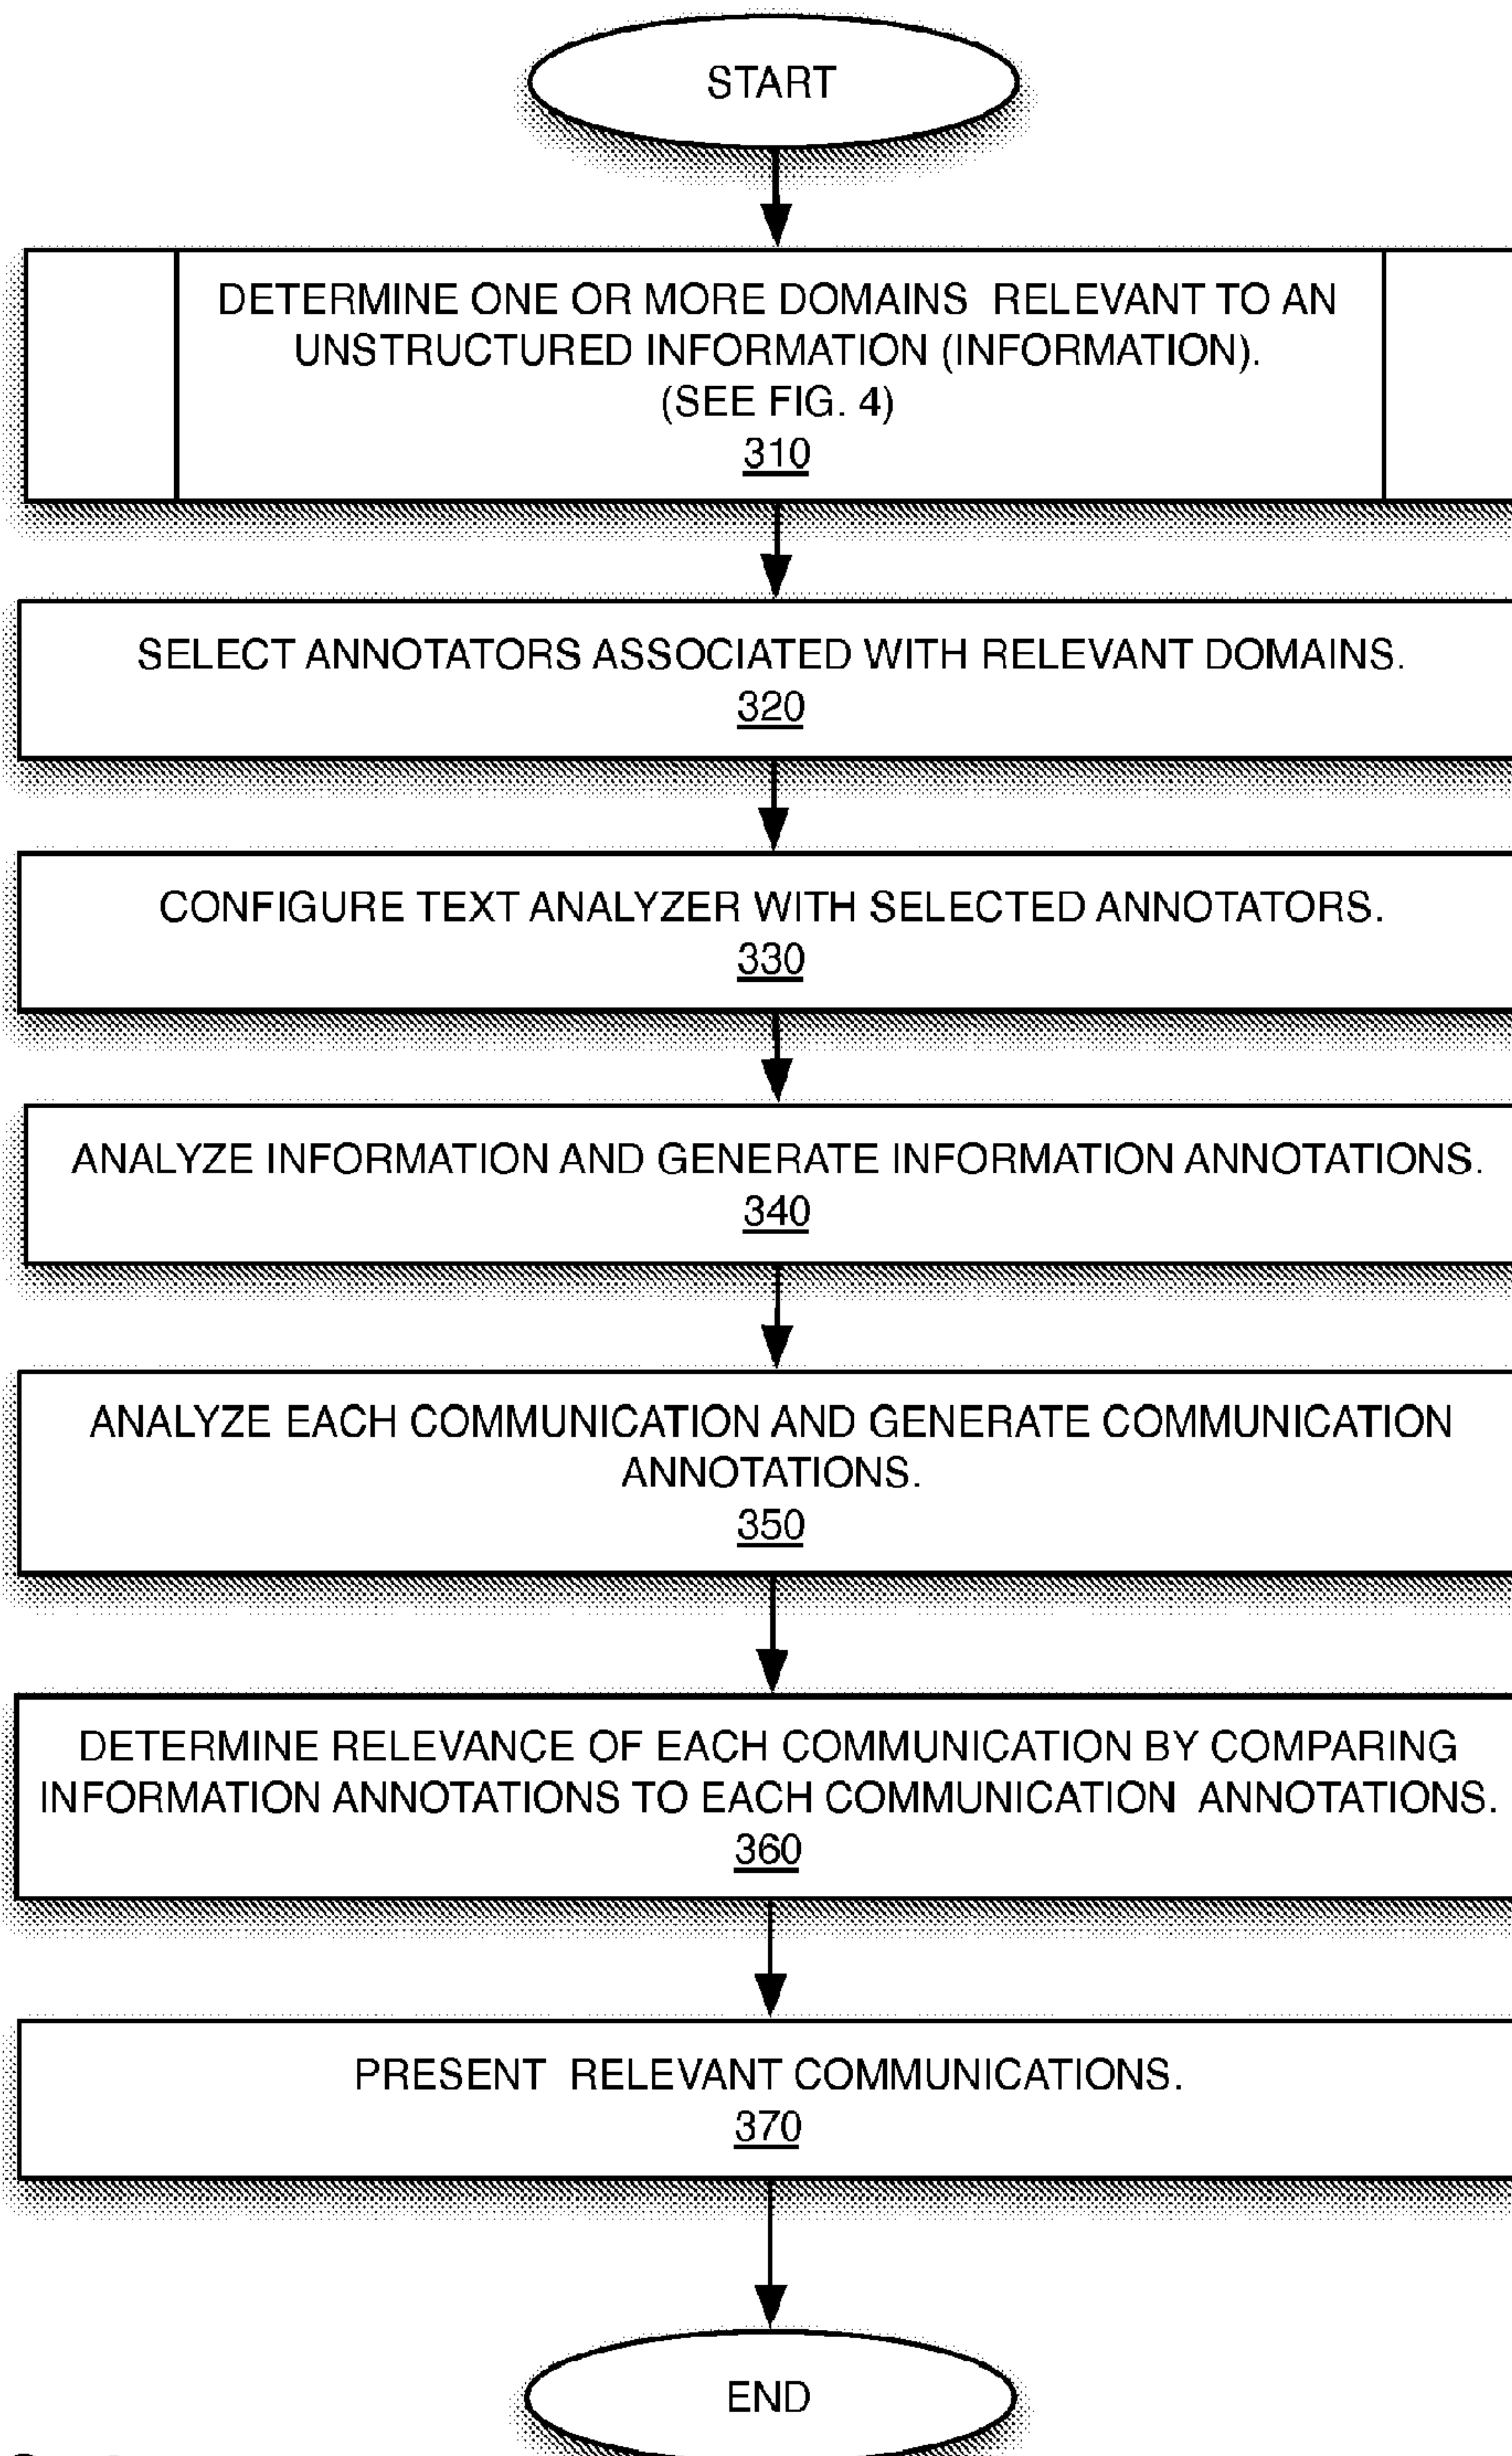 START
DETERMINE ONE OR MORE DOMAINS RELEVANT TO AN
UNSTRUCTURED INFORMATION (INFORMATION).
(SEE FIG. 4)
310
SELECT ANNOTATORS ASSOCIATED WITH RELEVANT DOMAINS.
320
CONFIGURE TEXT ANALYZER WITH SELECTED ANNOTATORS.
330
ANALYZE INFORMATION AND GENERATE INFORMATION ANNOTATIONS.
340
ANALYZE EACH COMMUNICATION AND GENERATE COMMUNICATION
ANNOTATIONS.
350
DETERMINE RELEVANCE OF EACH COMMUNICATION BY COMPARING
INFORMATION ANNOTATIONS TO EACH COMMUNICATION ANNOTATIONS.
360
PRESENT RELEVANT COMMUNICATIONS.
370
END